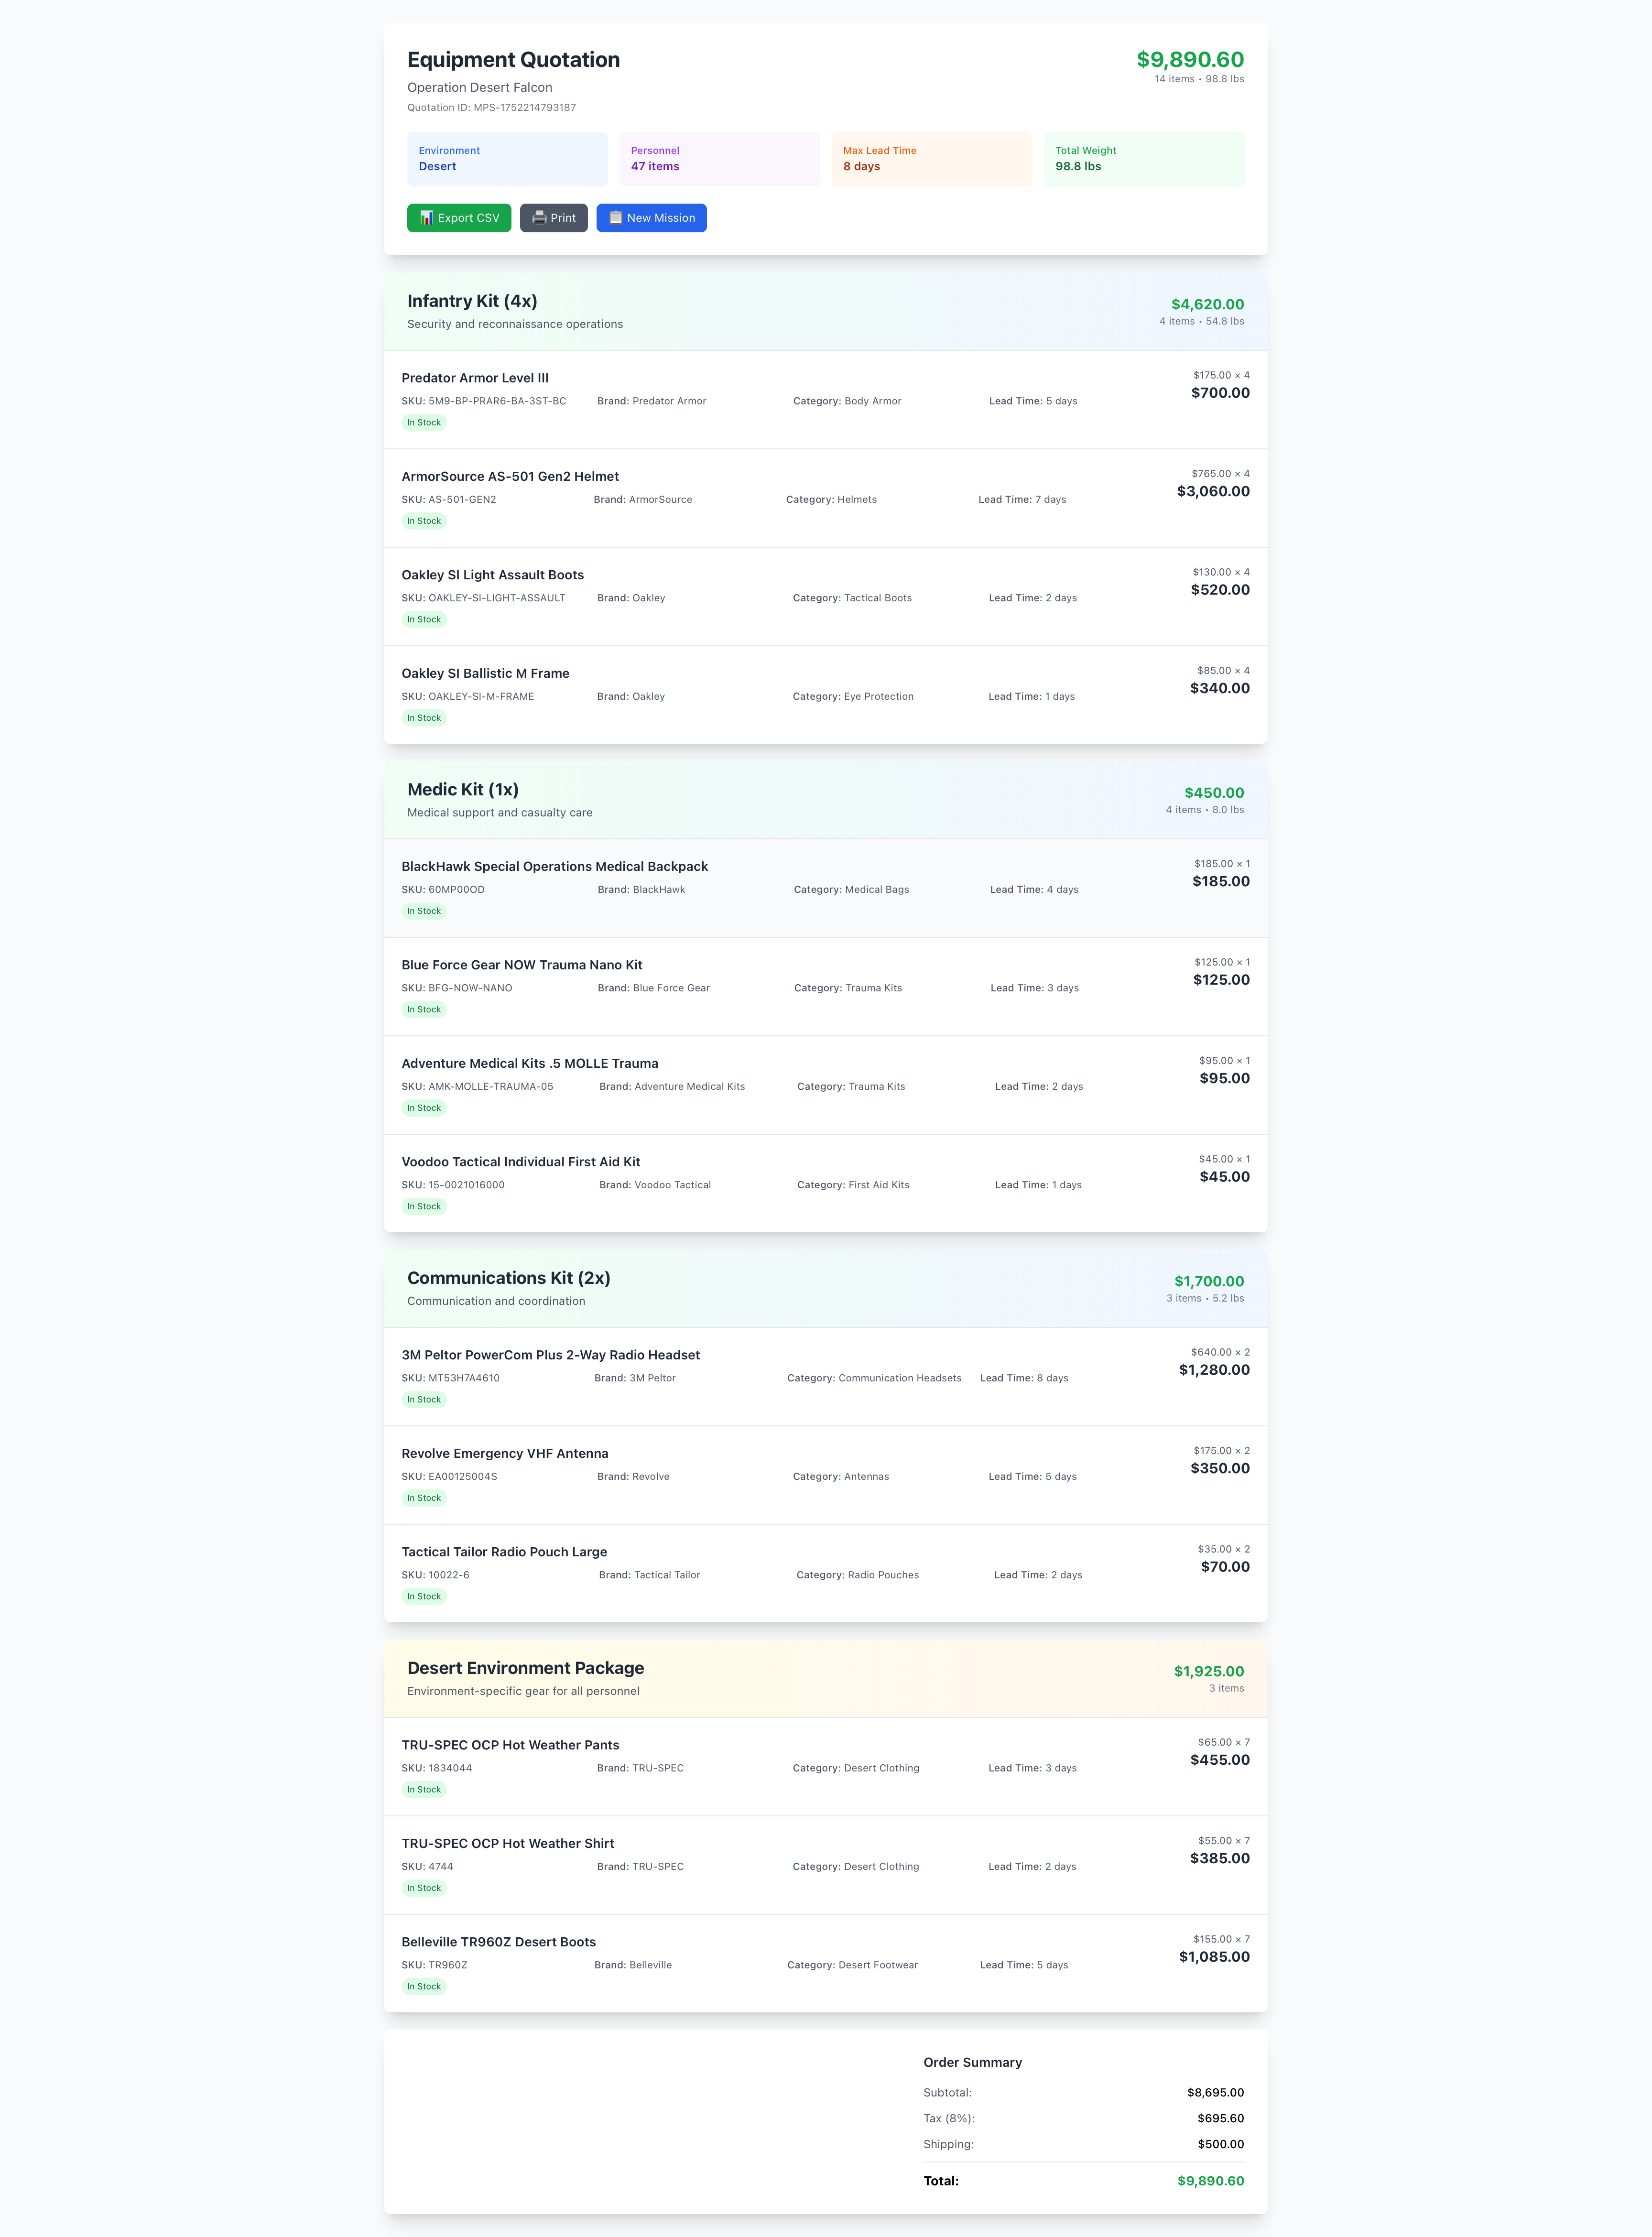 Equipment Quotation
$9,890.60
Operation Desert Falcon
14 items • 98.8 lbs
Quotation ID: MPS-1752214793187
Environment
Desert
Personnel
47 items
Max Lead Time
8 days
Total Weight
98.8 lbs
📊 Export CSV
🖨️ Print
📋 New Mission
Infantry Kit (4x)
$4,620.00
Security and reconnaissance operations
4 items • 54.8 lbs
Predator Armor Level III
$175.00 × 4
SKU: 5M9-BP-PRAR6-BA-3ST-BC Brand: Predator Armor Category: Body Armor Lead Time: 5 days
$700.00
In Stock
ArmorSource AS-501 Gen2 Helmet
$765.00 × 4
SKU: AS-501-GEN2 Brand: ArmorSource Category: Helmets Lead Time: 7 days
$3,060.00
In Stock
Oakley SI Light Assault Boots
$130.00 × 4
SKU: OAKLEY-SI-LIGHT-ASSAULT Brand: Oakley Category: Tactical Boots Lead Time: 2 days
$520.00
In Stock
Oakley SI Ballistic M Frame
$85.00 × 4
SKU: OAKLEY-SI-M-FRAME Brand: Oakley Category: Eye Protection Lead Time: 1 days
$340.00
In Stock
Medic Kit (1x)
$450.00
Medical support and casualty care
4 items • 8.0 lbs
BlackHawk Special Operations Medical Backpack
$185.00 × 1
SKU: 60MP00OD Brand: BlackHawk Category: Medical Bags Lead Time: 4 days
$185.00
In Stock
Blue Force Gear NOW Trauma Nano Kit
$125.00 × 1
SKU: BFG-NOW-NANO Brand: Blue Force Gear Category: Trauma Kits Lead Time: 3 days
$125.00
In Stock
Adventure Medical Kits .5 MOLLE Trauma
$95.00 × 1
SKU: AMK-MOLLE-TRAUMA-05 Brand: Adventure Medical Kits Category: Trauma Kits Lead Time: 2 days
$95.00
In Stock
Voodoo Tactical Individual First Aid Kit
$45.00 × 1
SKU: 15-0021016000 Brand: Voodoo Tactical Category: First Aid Kits Lead Time: 1 days
$45.00
In Stock
Communications Kit (2x)
$1,700.00
Communication and coordination
3 items • 5.2 lbs
3M Peltor PowerCom Plus 2-Way Radio Headset
$640.00 × 2
SKU: MT53H7A4610 Brand: 3M Peltor Category: Communication Headsets Lead Time: 8 days
$1,280.00
In Stock
Revolve Emergency VHF Antenna
$175.00 × 2
SKU: EA00125004S Brand: Revolve Category: Antennas Lead Time: 5 days
$350.00
In Stock
Tactical Tailor Radio Pouch Large
$35.00 × 2
SKU: 10022-6 Brand: Tactical Tailor Category: Radio Pouches Lead Time: 2 days
$70.00
In Stock
Desert Environment Package
$1,925.00
Environment-specific gear for all personnel
3 items
TRU-SPEC OCP Hot Weather Pants
$65.00 × 7
SKU: 1834044 Brand: TRU-SPEC Category: Desert Clothing Lead Time: 3 days
$455.00
In Stock
TRU-SPEC OCP Hot Weather Shirt
$55.00 × 7
SKU: 4744 Brand: TRU-SPEC Category: Desert Clothing Lead Time: 2 days
$385.00
In Stock
Belleville TR960Z Desert Boots
$155.00 × 7
SKU: TR960Z Brand: Belleville Category: Desert Footwear Lead Time: 5 days
$1,085.00
In Stock
Order Summary
Subtotal: $8,695.00
Tax (8%): $695.60
Shipping: $500.00
Total: $9,890.60